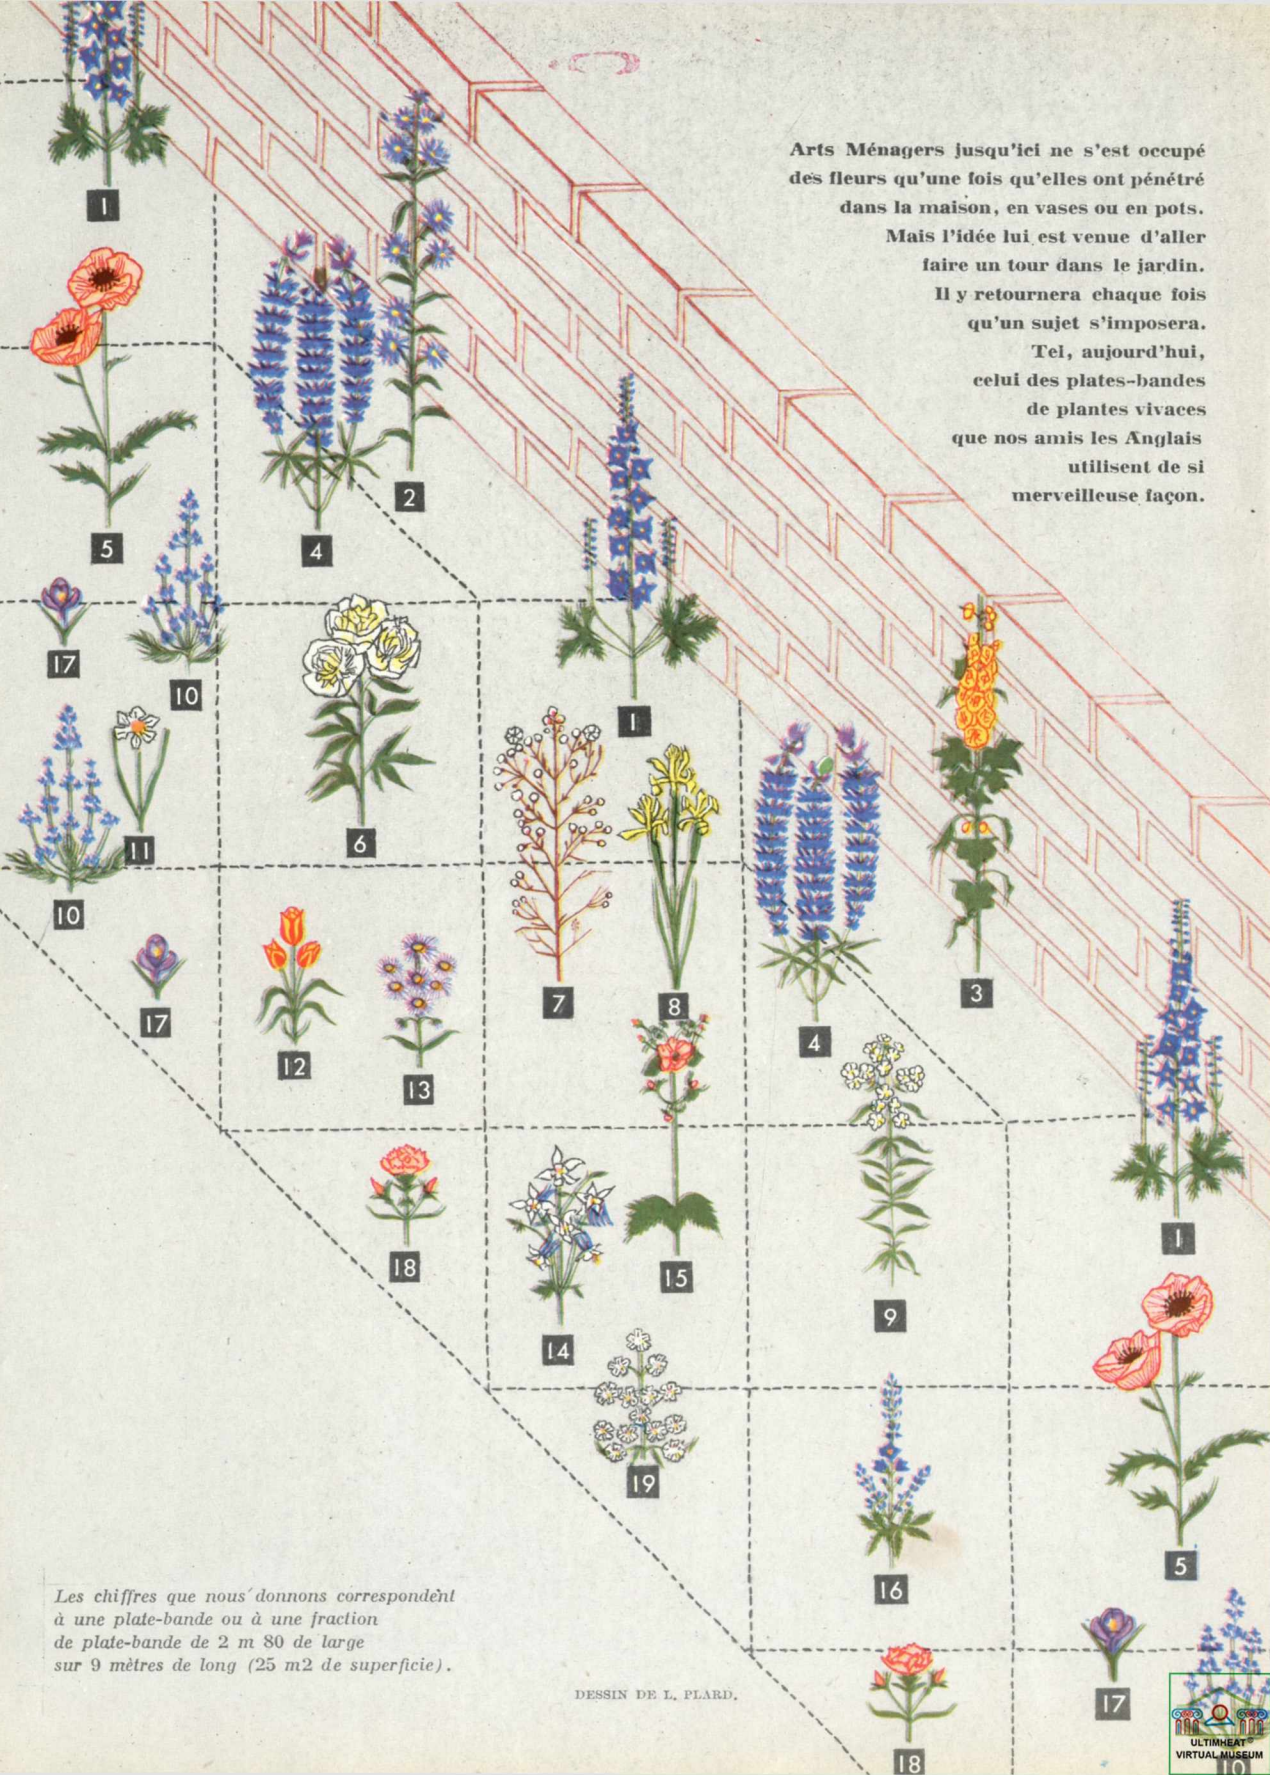 Arts Ménagers jusqu'ici ne s'est occupé
des fleurs qu'une fois qu'elles ont pénétré
dans la maison, en vases ou en pots.
Mais l'idée lui est venue d'aller
faire un tour dans le jardin.
Il y retournera chaque fois
qu'un sujet s'imposera.
Tel, aujourd'hui,
celui des plates-bandes
de plantes vivaces
que nos amis les Anglais
utilisent de si
merveilleuse façon.
1
2
5
4
17
10
1
11
6
10
7
8
3
17
4
12
13
1
18
15
9
14
19
5
16
17
18
10
Les chiffres que nous donnons correspondent
à une plate-bande ou à une fraction
de plate-bande de 2 m 80 de large
sur 9 mètres de long (25 m2 de superficie).
DESSIN DE L. PLARD.
ULTIMHEAT©
VIRTUAL MUSEUM